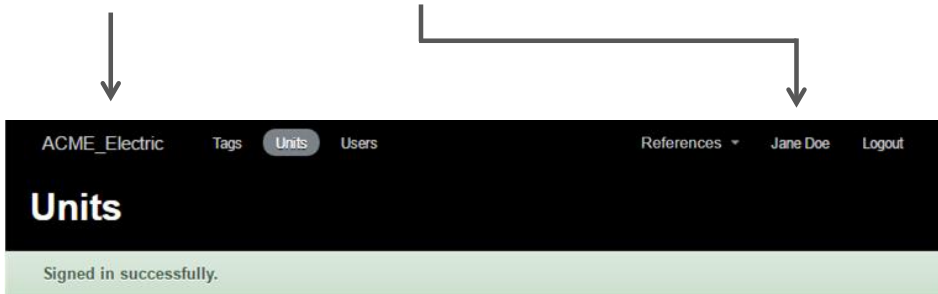 ACME_Electric Tags Units Users References Jane Doe Logout
Units
Signed in successfully.